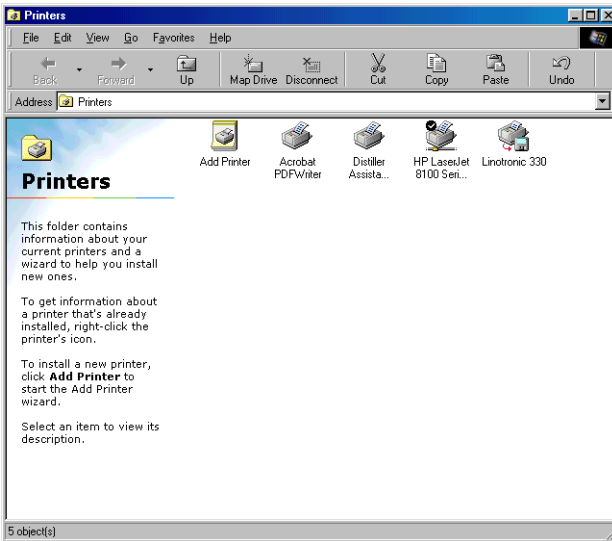 Printers
File Edit View Go Favorites Help
Back Forward Up Map Drive Disconnect Cut Copy Paste Undo
Address Printers
Printers
This folder contains
information about your
current printers and a
wizard to help you install
new ones.
To get information about
a printer that's already
installed, right-click the
printer's icon.
To install a new printer,
click Add Printer to
start the Add Printer
wizard.
Select an item to view its
description.
Add Printer
Acrobat
PDFWriter
Distiller
Assista...
HP LaserJet
8100 Seri...
Linotronic 330
5 object(s)